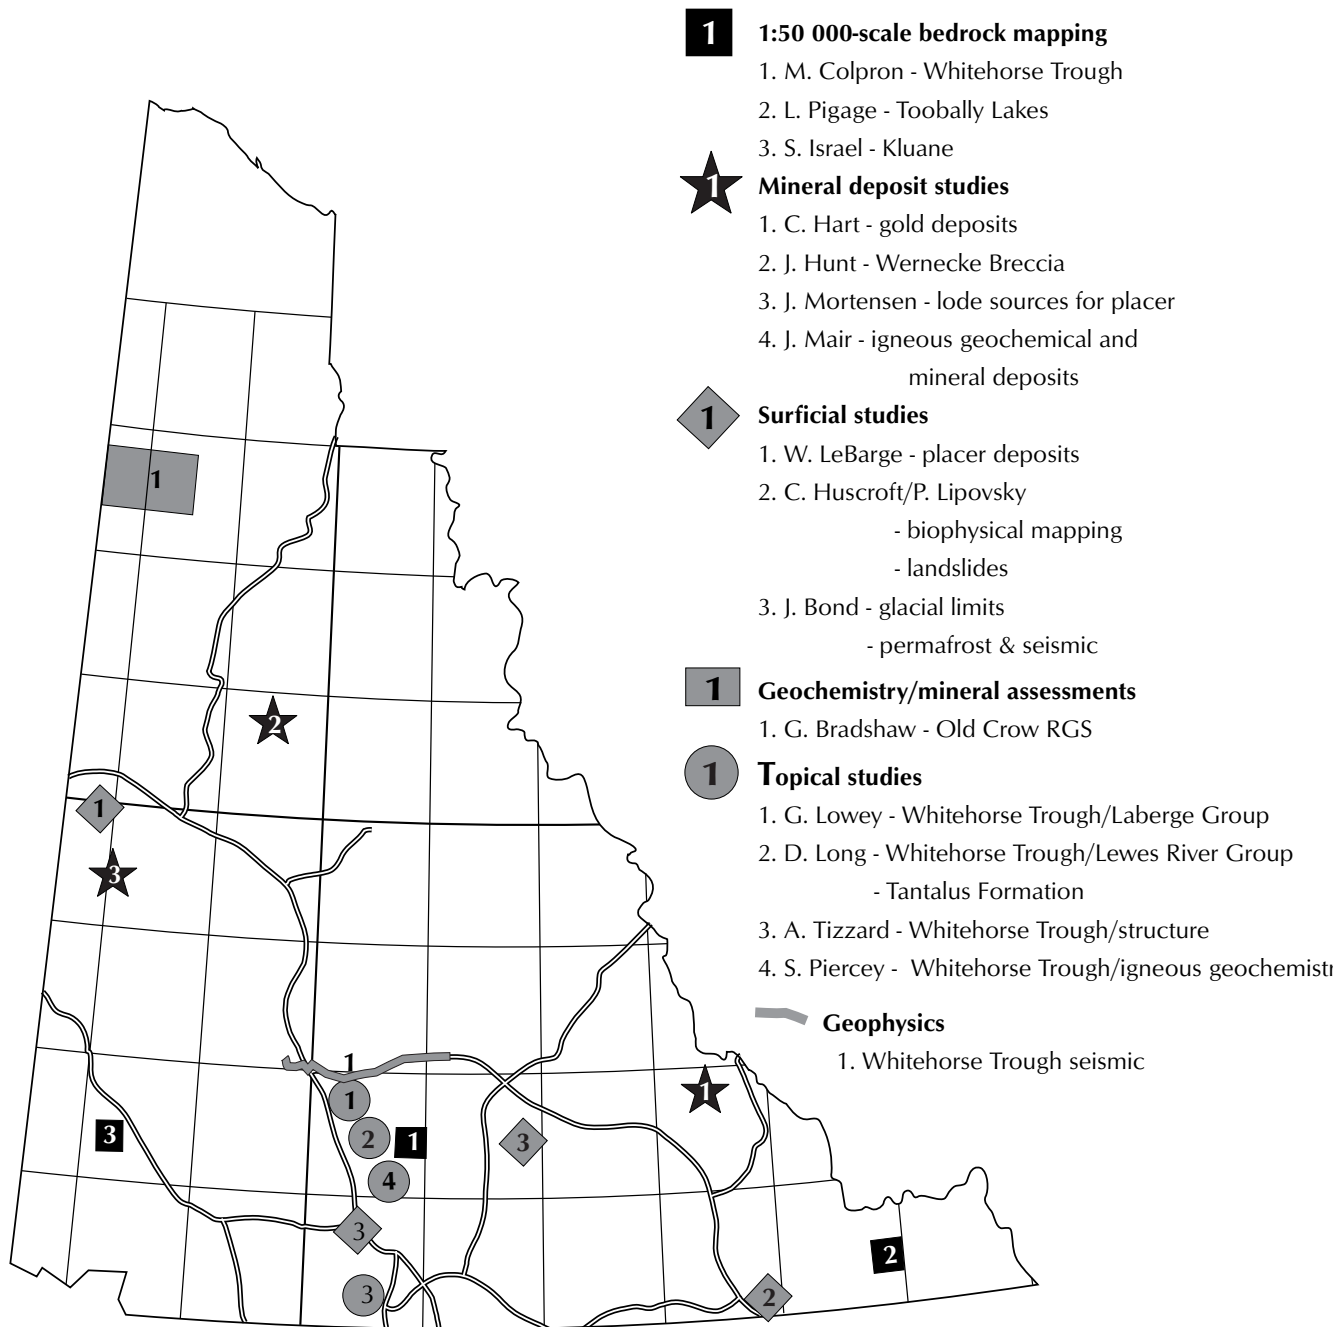 1 1:50 000-scale bedrock mapping
1. M. Colpron - Whitehorse Trough
2. L. Pigage - Toobally Lakes
3. S. Israel - Kluane
1 Mineral deposit studies
1. C. Hart - gold deposits
2. J. Hunt - Wernecke Breccia
3. J. Mortensen - lode sources for placer
4. J. Mair - igneous geochemical and
mineral deposits
1 Surficial studies
1. W. LeBarge - placer deposits
2. C. Huscroft/P. Lipovsky
- biophysical mapping
- landslides
3. J. Bond - glacial limits
- permafrost & seismic
1 Geochemistry/mineral assessments
1. G. Bradshaw - Old Crow RGS
1 Topical studies
1. G. Lowey - Whitehorse Trough/Laberge Group
2. D. Long - Whitehorse Trough/Lewes River Group
- Tantalus Formation
3. A. Tizzard - Whitehorse Trough/structure
4. S. Piercey - Whitehorse Trough/igneous geochemistr
Geophysics
1. Whitehorse Trough seismic
1
2
1
3
1
1
1
2
1
3
3
4
3
2
3
2